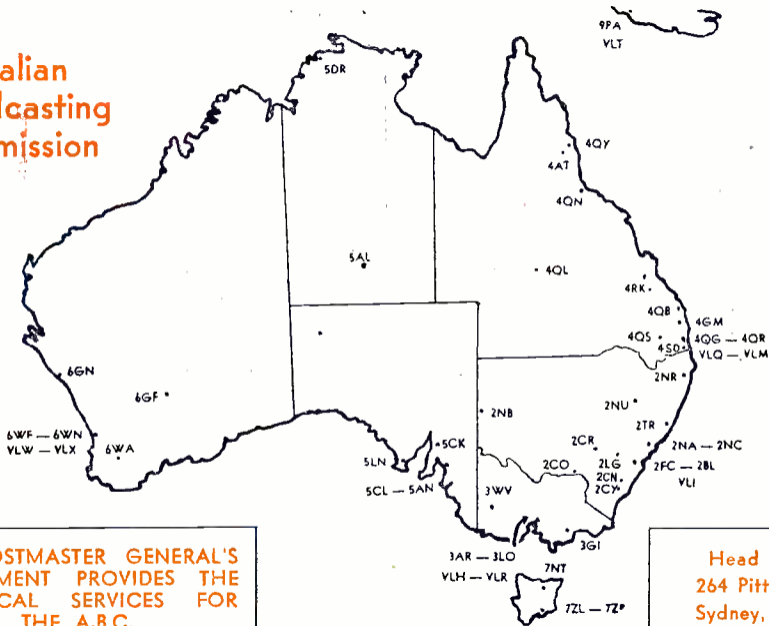 9PA
VLT
alian
lcasting
mission
5DR
4QY
4AT
4QN
5AL
4QL
4RK
4QB
4GM
4QS
4QG — 4QR
4SO
VLQ — VLM
6GN
2NR
6GF
2NU
2NB
2TR
6WF — 6WN
VLW — VLX
6WA
5CK
2CR
2NA — 2NC
5LN
2CO
2LG
2FC — 2BL
2CN
VLI
5CL — 5AN
3WV
2CY
3GI
3AR — 3LO
VLH — VLR
7NT
7ZL — 7ZP
OSTMASTER GENERAL'S
MENT PROVIDES THE
CAL SERVICES FOR
THE A.B.C.
Head
264 Pitt
Sydney,